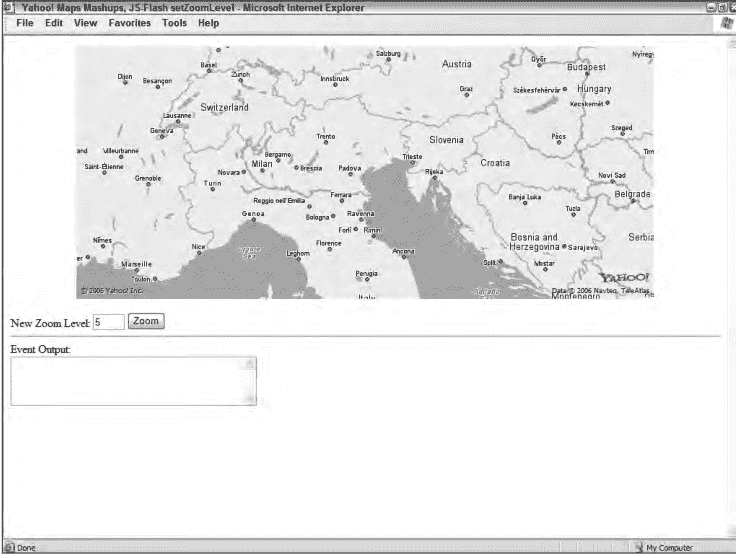 Yahoo! Maps Mashups, JS-Flash setZoomLevel - Microsoft Internet Explorer
File Edit View Favorites Tools Help
Salzburg
Austria
Győr
Budapest
Basel
Zurich
Dijon
Besançon
Innsbruck
Graz
Székesfehérvár
Hungary
Kecskemét
Switzerland
Lausanne
Geneva
Trento
Slovenia
Pécs
Szeged
Villeurbanne
Bergamo
Milan
Novara
Brescia
Padova
Trieste
Rijeka
Croatia
Saint-Étienne
Grenoble
Turin
Novi Sad
Belgrade
Reggio nell'Emilia
Ferrara
Banja Luka
Tuzla
Genoa
Bologna
Ravenna
Forlì
Rimini
Bosnia and
Herzegovina
Sarajevo
Serbia
Nîmes
Nice
Florence
Leghorn
Ancona
Marseille
Toulon
Perugia
Split
Mostar
YAHOO!
© 2006 Yahoo! Inc.
Italy
Data © 2006 Navteq, TeleAtlas
Montenegro
New Zoom Level: 5 Zoom
Event Output:
Done
My Computer